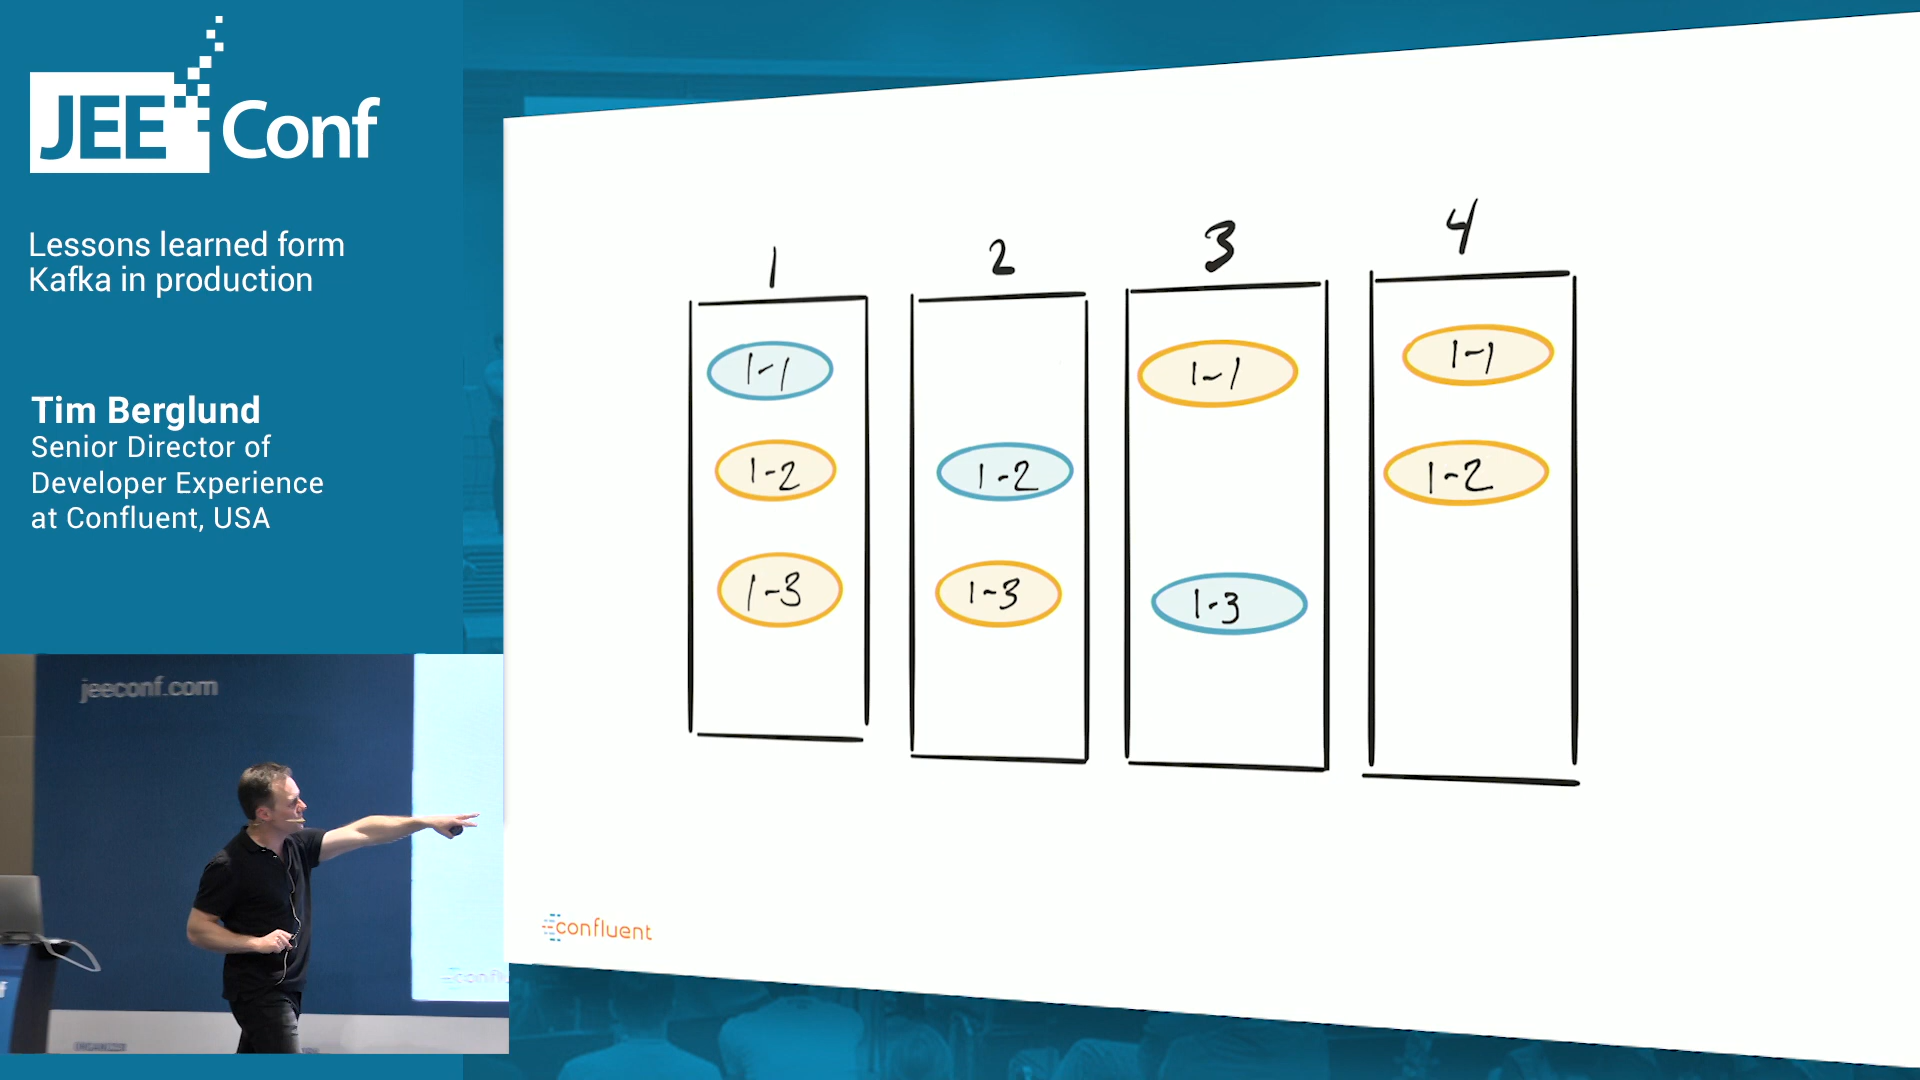 JEE Conf
Lessons learned form
Kafka in production
Tim Berglund
Senior Director of
Developer Experience
at Confluent, USA
jeeconf.com
1 2 3 4
1-1 1-1 1-1
1-2 1-2 1-2
1-3 1-3 1-3
confluent